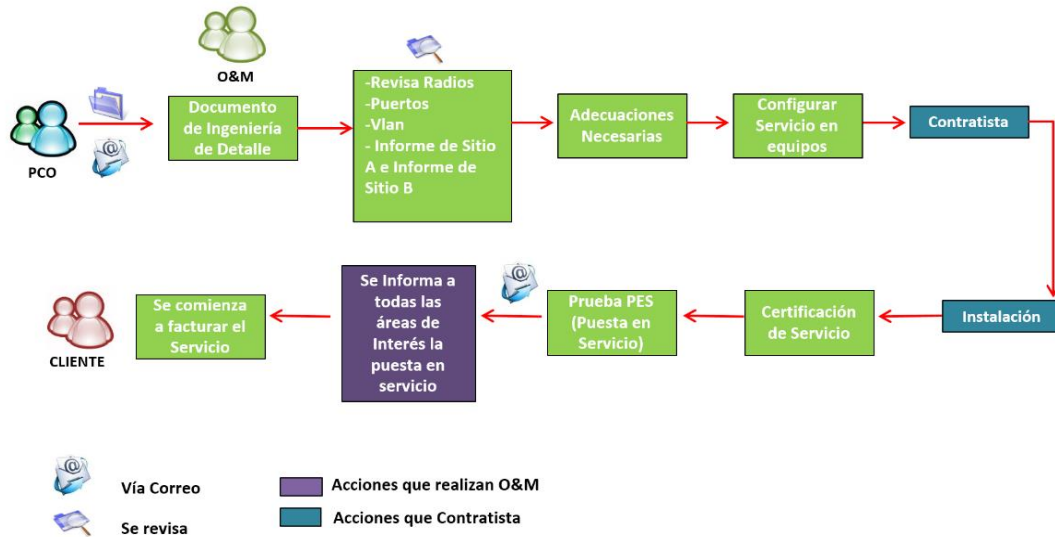 O&M
PCO
Documento
de Ingeniería
de Detalle
-Revisa Radios
-Puertos
-Vlan
- Informe de Sitio
A e Informe de
Sitio B
Adecuaciones
Necesarias
Configurar
Servicio en
equipos
Contratista
Instalación
Certificación
de Servicio
Prueba PES
(Puesta en
Servicio)
Se Informa a
todas las
áreas de
Interés la
puesta en
servicio
Se comienza
a facturar el
Servicio
CLIENTE
Vía Correo
Acciones que realizan O&M
Se revisa
Acciones que Contratista